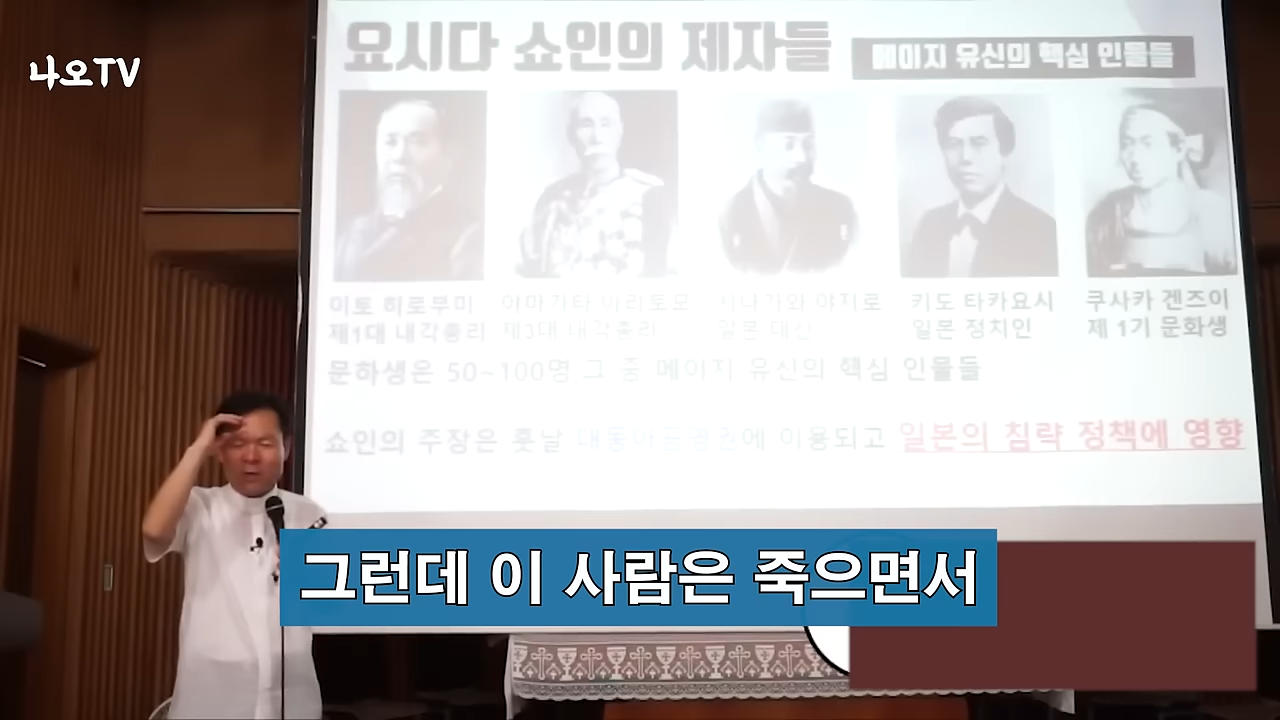 나오TV
요시다 쇼인의 제자들
메이지 유신의 핵심 인물들
이토 히로부미
제1대 내각총리
야마가타 아리토모
제3대 내각총리
시나가와 야지로
일본 대신
키도 타카요시
일본 정치인
쿠사카 겐즈이
제 1기 문화생
문하생은 50~100명 그 중 메이지 유신의 핵심 인물들
쇼인의 주장은 훗날 대동아공영권에 이용되고 일본의 침략 정책에 영향
그런데 이 사람은 죽으면서